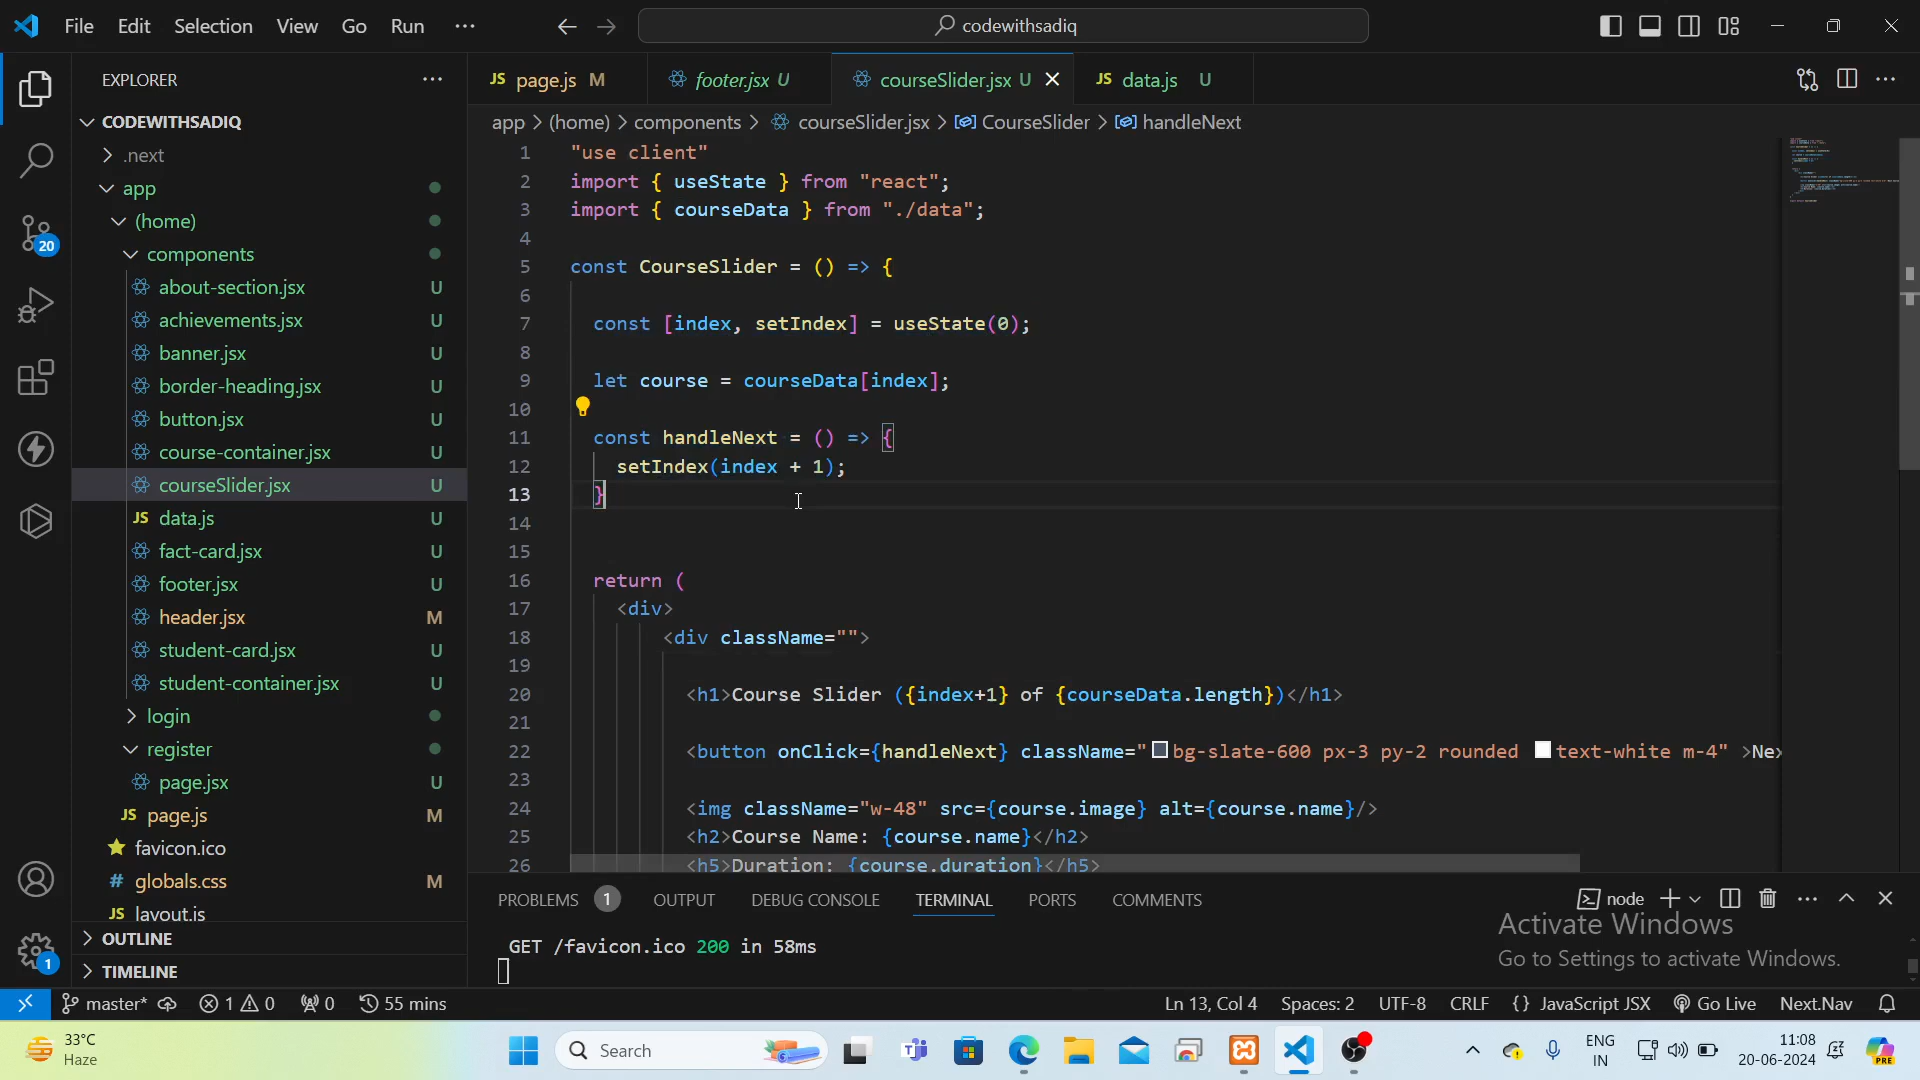 File Edit Selection View Go Run ···
codewithsadiq
EXPLORER ···
JS page.js M
footer.jsx U
courseSlider.jsx U
JS data.js U
app > (home) > components > courseSlider.jsx > CourseSlider > handleNext
CODEWITHSADIQ
.next
app
(home)
components
about-section.jsx U
achievements.jsx U
banner.jsx U
border-heading.jsx U
button.jsx U
course-container.jsx U
courseSlider.jsx U
JS data.js U
fact-card.jsx U
footer.jsx U
header.jsx M
student-card.jsx U
student-container.jsx U
login
register
page.jsx U
JS page.js M
favicon.ico
# globals.css M
JS layout.js
OUTLINE
TIMELINE
20
1
1 "use client"
2 import { useState } from "react";
3 import { courseData } from "./data";
4
5 const CourseSlider = () => {
6
7 const [index, setIndex] = useState(0);
8
9 let course = courseData[index];
10
11 const handleNext = () => {
12 setIndex(index + 1);
13 }
14
15
16 return (
17 <div>
18 <div className="">
19
20 <h1>Course Slider ({index+1} of {courseData.length})</h1>
21
22 <button onClick={handleNext} className="bg-slate-600 px-3 py-2 rounded text-white m-4" >Nex
23
24 <img className="w-48" src={course.image} alt={course.name}/>
25 <h2>Course Name: {course.name}</h2>
26 <h5>Duration: {course.duration}</h5>
PROBLEMS 1 OUTPUT DEBUG CONSOLE TERMINAL PORTS COMMENTS
node
GET /favicon.ico 200 in 58ms
Activate Windows
Go to Settings to activate Windows.
master* 1 0 0 55 mins
Ln 13, Col 4 Spaces: 2 UTF-8 CRLF {} JavaScript JSX Go Live Next.Nav
33°C
Haze
Search
ENG
IN
11:08
20-06-2024
PRE